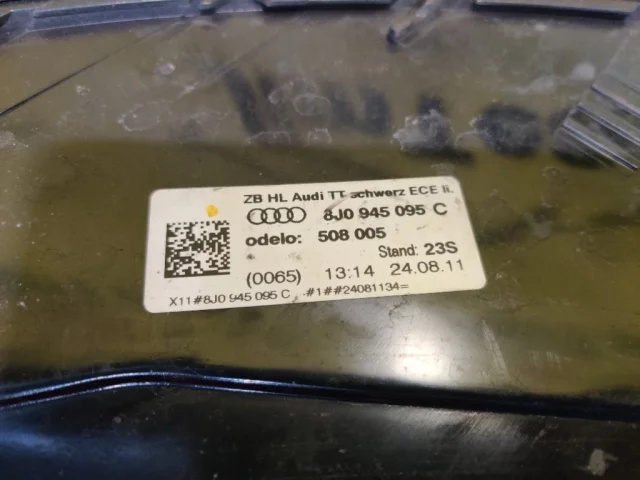 ZB HL Audi TT schwarz ECE li.
8J0 945 095 C
odelo: 508 005
Stand: 23S
(0065) 13:14 24.08.11
X11#8J0 945 095 C #1##24081134=